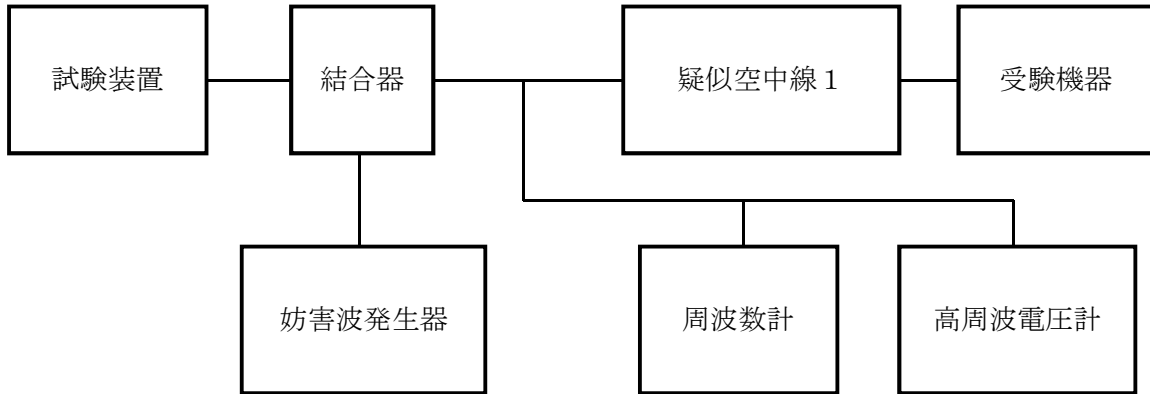 試験装置
結合器
疑似空中線１
受験機器
妨害波発生器
周波数計
高周波電圧計